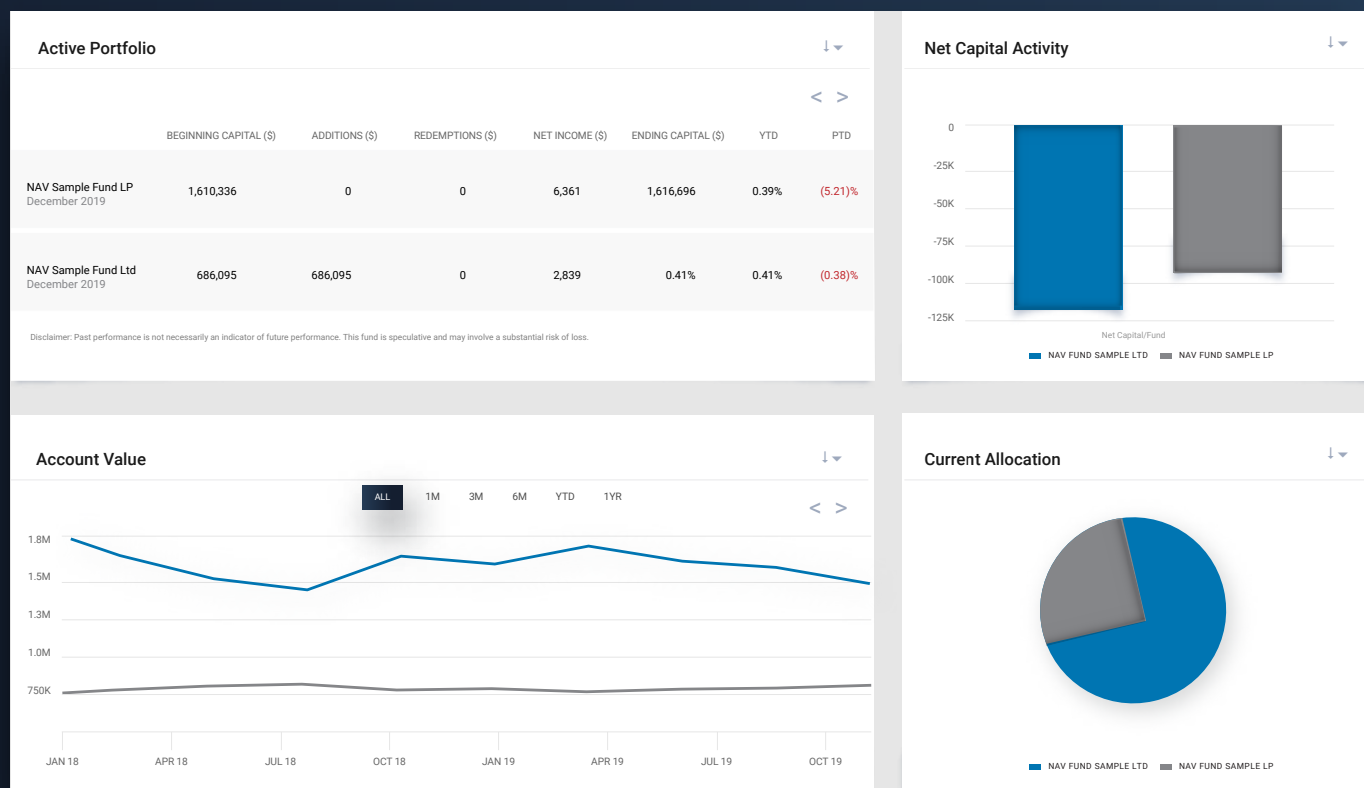 Active Portfolio
< >
BEGINNING CAPITAL ($) ADDITIONS ($) REDEMPTIONS ($) NET INCOME ($) ENDING CAPITAL ($) YTD PTD
NAV Sample Fund LP 1,610,336 0 0 6,361 1,616,696 0.39% (5.21)%
December 2019
NAV Sample Fund Ltd 686,095 686,095 0 2,839 0.41% 0.41% (0.38)%
December 2019
Disclaimer: Past performance is not necessarily an indicator of future performance. This fund is speculative and may involve a substantial risk of loss.
Net Capital Activity
0
-25K
-50K
-75K
-100K
-125K
Net Capital/Fund
NAV FUND SAMPLE LTD NAV FUND SAMPLE LP
Account Value
ALL 1M 3M 6M YTD 1YR
< >
1.8M
1.5M
1.3M
1.0M
750K
JAN 18 APR 18 JUL 18 OCT 18 JAN 19 APR 19 JUL 19 OCT 19
Current Allocation
NAV FUND SAMPLE LTD NAV FUND SAMPLE LP